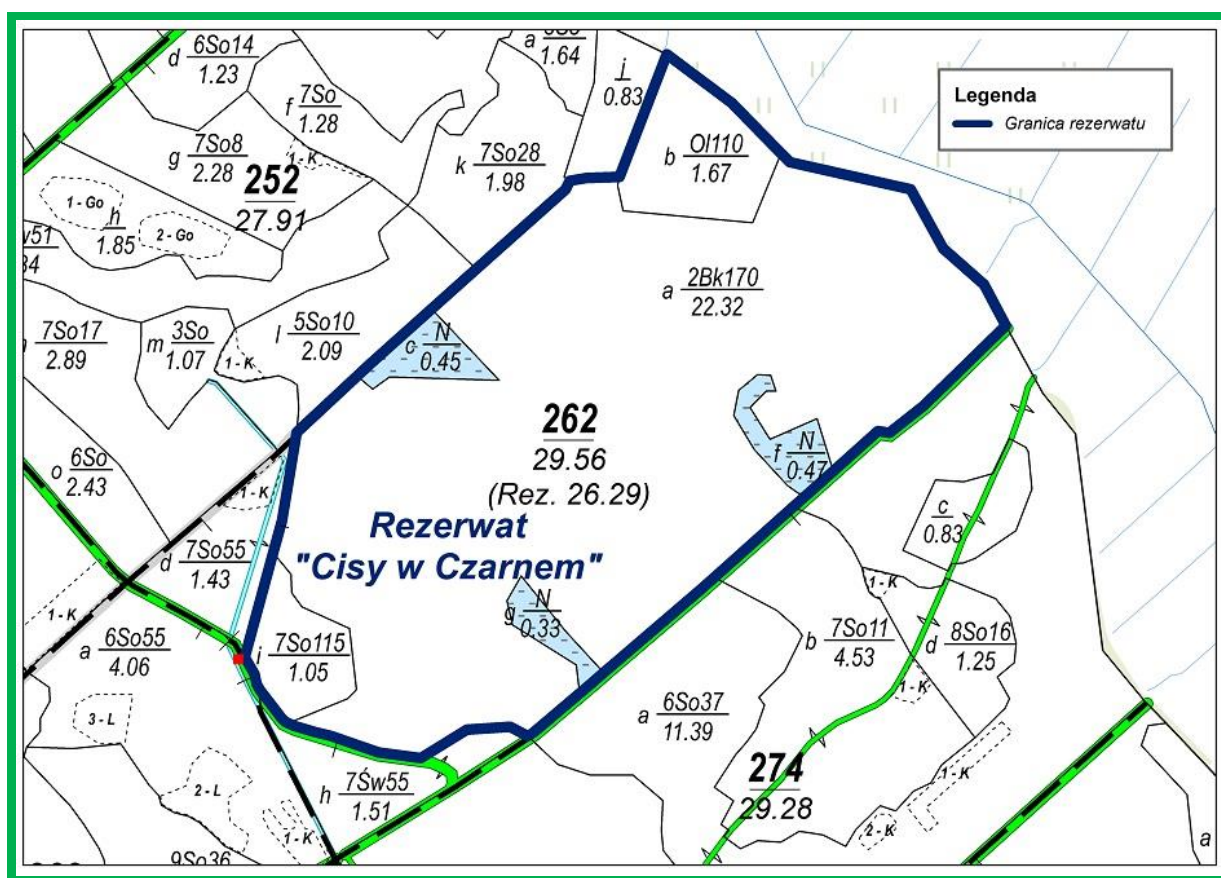 Legenda
Granica rezerwatu
d 6So14
1.23
1.64
j
0.83
f 7So
1.28
g 7So8
2.28
1-K
252
27.91
k 7So28
1.98
b Ol110
1.67
1 - Go
h
1.85
2 - Go
a 2Bk170
22.32
7So17
2.89
m 3So
1.07
1 - K
l 5So10
2.09
c N
0.45
262
29.56
(Rez. 26.29)
f N
0.47
o 6So
2.43
1 - K
Rezerwat
"Cisy w Czarnem"
c
0.83
d 7So55
1.43
1 - K
g N
0.33
1 - K
a 6So55
4.06
i 7So115
1.05
b 7So11
4.53
d 8So16
1.25
1 - K
3 - L
a 6So37
11.39
2 - L
h 7Św55
1.51
274
29.28
1 - K
1 - K
2 - K
9So36
a